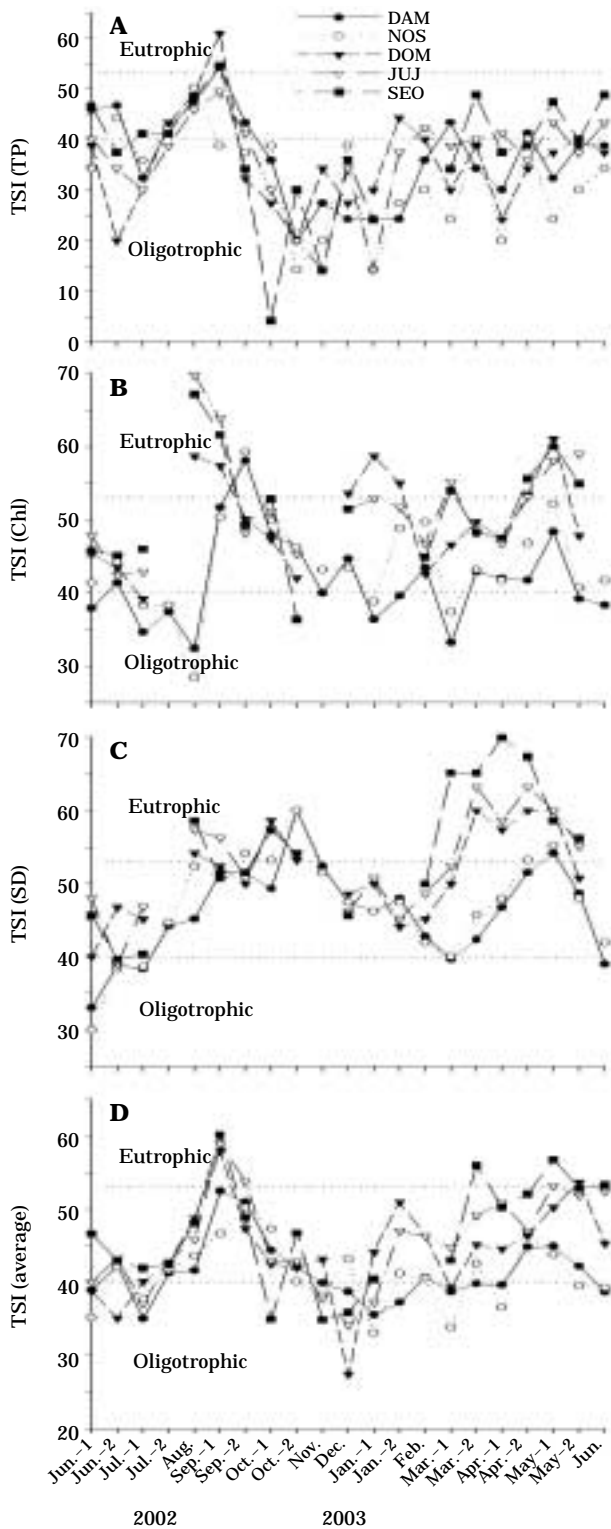 A
Eutrophic
DAM
NOS
DOM
JUJ
SEO
TSI (TP)
60
50
40
30
20
10
0
Oligotrophic
B
70
60
50
40
30
Eutrophic
TSI (Chl)
Oligotrophic
C
70
60
50
40
30
Eutrophic
TSI (SD)
Oligotrophic
D
60
50
40
30
20
Eutrophic
TSI (average)
Oligotrophic
Jun.-1
Jun.-2
Jul.-1
Jul.-2
Aug.
Sep.-1
Sep.-2
Oct.-1
Oct.-2
Nov.
Dec.
Jan.-1
Jan.-2
Feb.
Mar.-1
Mar.-2
Apr.-1
Apr.-2
May-1
May-2
Jun.
2002
2003